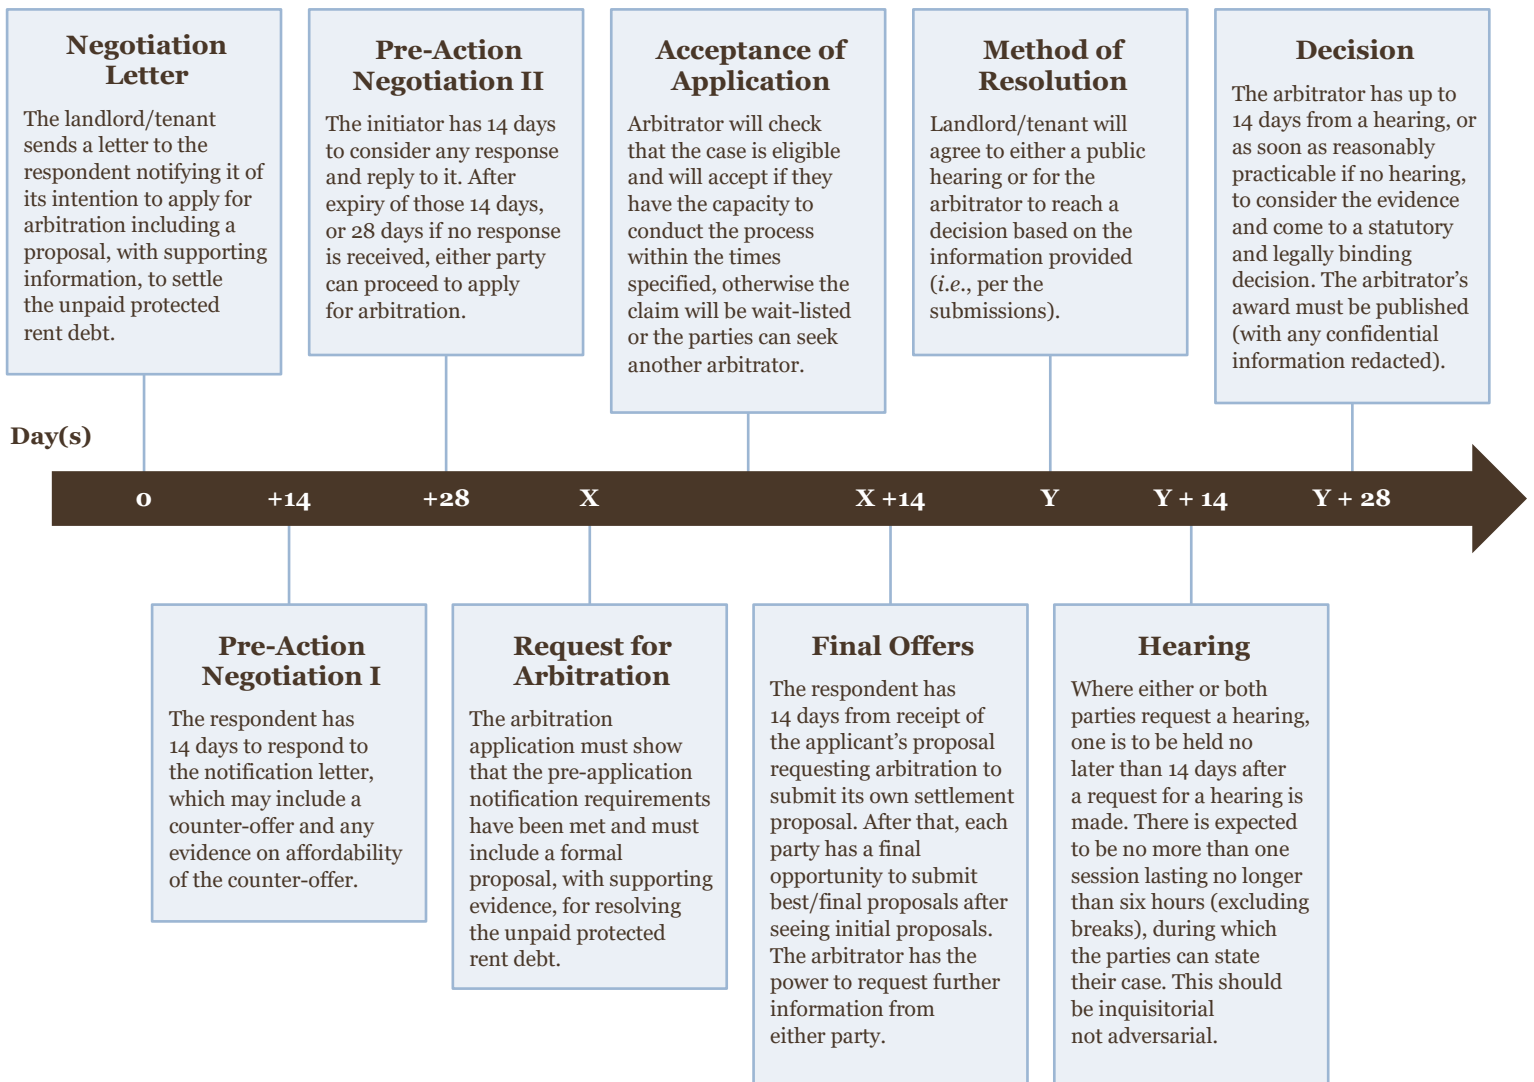 Negotiation
Letter
The landlord/tenant
sends a letter to the
respondent notifying it of
its intention to apply for
arbitration including a
proposal, with supporting
information, to settle
the unpaid protected
rent debt.
Pre-Action
Negotiation II
The initiator has 14 days
to consider any response
and reply to it. After
expiry of those 14 days,
or 28 days if no response
is received, either party
can proceed to apply
for arbitration.
Acceptance of
Application
Arbitrator will check
that the case is eligible
and will accept if they
have the capacity to
conduct the process
within the times
specified, otherwise the
claim will be wait-listed
or the parties can seek
another arbitrator.
Method of
Resolution
Landlord/tenant will
agree to either a public
hearing or for the
arbitrator to reach a
decision based on the
information provided
(i.e., per the
submissions).
Decision
The arbitrator has up to
14 days from a hearing, or
as soon as reasonably
practicable if no hearing,
to consider the evidence
and come to a statutory
and legally binding
decision. The arbitrator’s
award must be published
(with any confidential
information redacted).
Day(s)
0 +14 +28 X X +14 Y Y + 14 Y + 28
Pre-Action
Negotiation I
The respondent has
14 days to respond to
the notification letter,
which may include a
counter-offer and any
evidence on affordability
of the counter-offer.
Request for
Arbitration
The arbitration
application must show
that the pre-application
notification requirements
have been met and must
include a formal
proposal, with supporting
evidence, for resolving
the unpaid protected
rent debt.
Final Offers
The respondent has
14 days from receipt of
the applicant’s proposal
requesting arbitration to
submit its own settlement
proposal. After that, each
party has a final
opportunity to submit
best/final proposals after
seeing initial proposals.
The arbitrator has the
power to request further
information from
either party.
Hearing
Where either or both
parties request a hearing,
one is to be held no
later than 14 days after
a request for a hearing is
made. There is expected
to be no more than one
session lasting no longer
than six hours (excluding
breaks), during which
the parties can state
their case. This should
be inquisitorial
not adversarial.